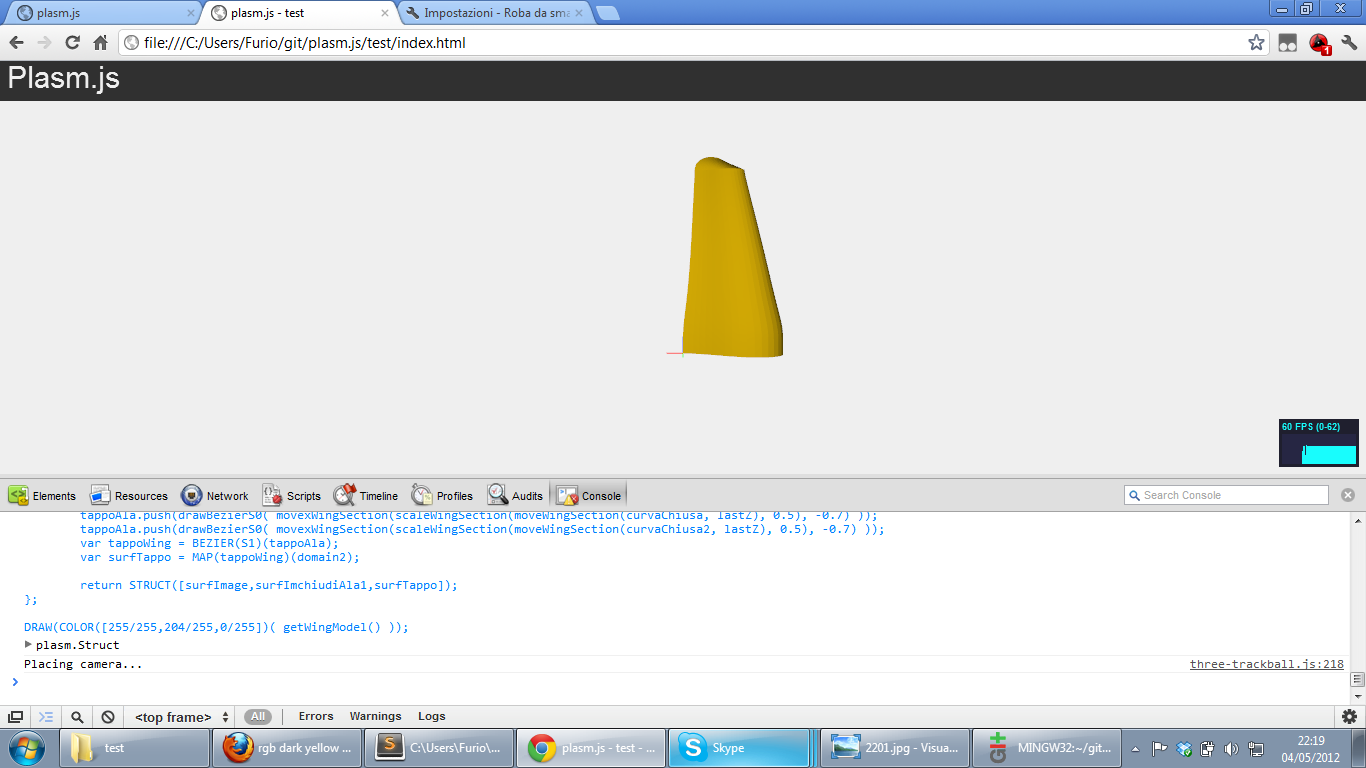 plasm.js
plasm.js - test
Impostazioni - Roba da sma
file:///C:/Users/Furio/git/plasm.js/test/index.html
1
Plasm.js
60 FPS (0-62)
Elements Resources Network Scripts Timeline Profiles Audits Console Search Console
tappoAla.push(drawBezierS0( movexWingSection(scaleWingSection(moveWingSection(curvaChiusa, lastZ), 0.5), -0.7) ));
tappoAla.push(drawBezierS0( movexWingSection(scaleWingSection(moveWingSection(curvaChiusa2, lastZ), 0.5), -0.7) ));
var tappoWing = BEZIER(S1)(tappoAla);
var surfTappo = MAP(tappoWing)(domain2);
return STRUCT([surfImage,surfImchiudiAla1,surfTappo]);
};
DRAW(COLOR([255/255,204/255,0/255])( getWingModel() ));
plasm.Struct
Placing camera... three-trackball.js:218
<top frame> All Errors Warnings Logs
test rgb dark yellow ... C:\Users\Furio\... plasm.js - test - ... Skype 2201.jpg - Visua... MINGW32:~/git... 22:19
04/05/2012